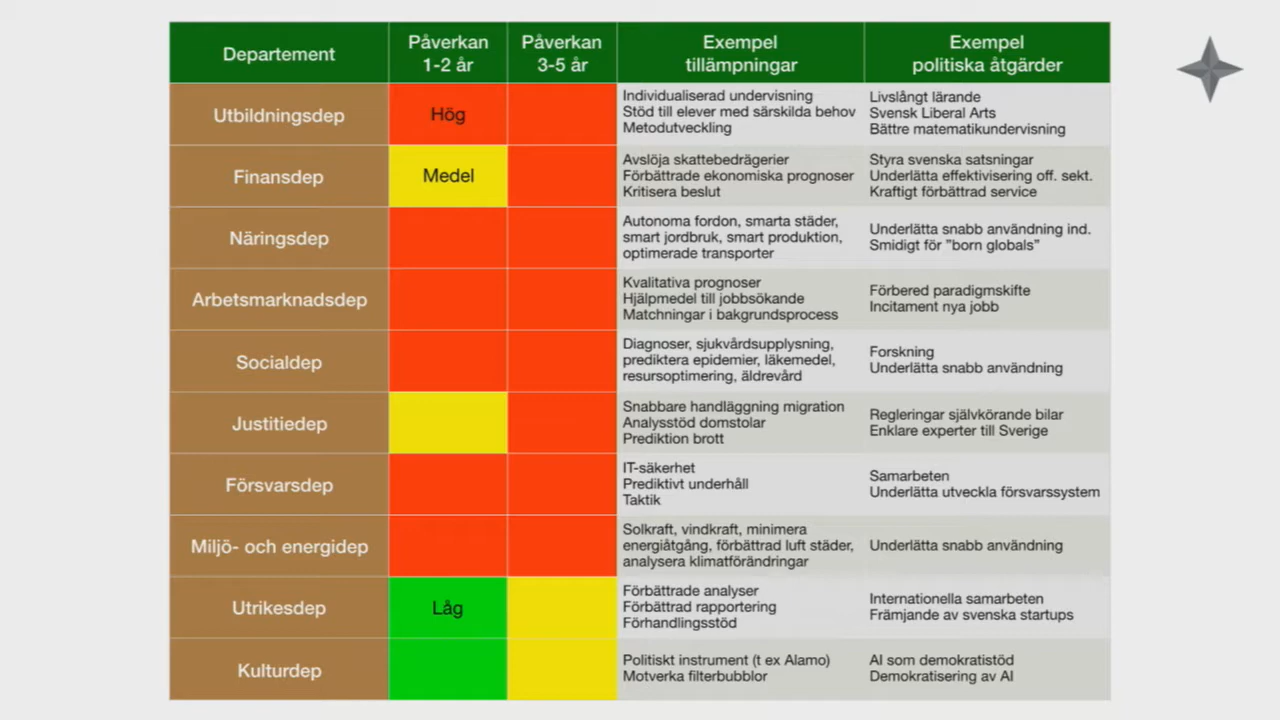 Departement
Påverkan
1-2 år
Påverkan
3-5 år
Exempel
tillämpningar
Exempel
politiska åtgärder
Utbildningsdep
Hög
Individualiserad undervisning
Stöd till elever med särskilda behov
Metodutveckling
Livslångt lärande
Svensk Liberal Arts
Bättre matematikundervisning
Finansdep
Medel
Avslöja skattebedrägerier
Förbättrade ekonomiska prognoser
Kritisera beslut
Styra svenska satsningar
Underlätta effektivisering off. sekt.
Kraftigt förbättrad service
Näringsdep
Autonoma fordon, smarta städer,
smart jordbruk, smart produktion,
optimerade transporter
Underlätta snabb användning ind.
Smidigt för ”born globals”
Arbetsmarknadsdep
Kvalitativa prognoser
Hjälpmedel till jobbsökande
Matchningar i bakgrundsprocess
Förbered paradigmskifte
Incitament nya jobb
Socialdep
Diagnoser, sjukvårdsupplysning,
prediktera epidemier, läkemedel,
resursoptimering, äldrevård
Forskning
Underlätta snabb användning
Justitiedep
Snabbare handläggning migration
Analysstöd domstolar
Prediktion brott
Regleringar självkörande bilar
Enklare experter till Sverige
Försvarsdep
IT-säkerhet
Prediktivt underhåll
Taktik
Samarbeten
Underlätta utveckla försvarssystem
Miljö- och energidep
Solkraft, vindkraft, minimera
energiåtgång, förbättrad luft städer,
analysera klimatförändringar
Underlätta snabb användning
Utrikesdep
Låg
Förbättrade analyser
Förbättrad rapportering
Förhandlingsstöd
Internationella samarbeten
Främjande av svenska startups
Kulturdep
Politiskt instrument (t ex Alamo)
Motverka filterbubblor
AI som demokratistöd
Demokratisering av AI